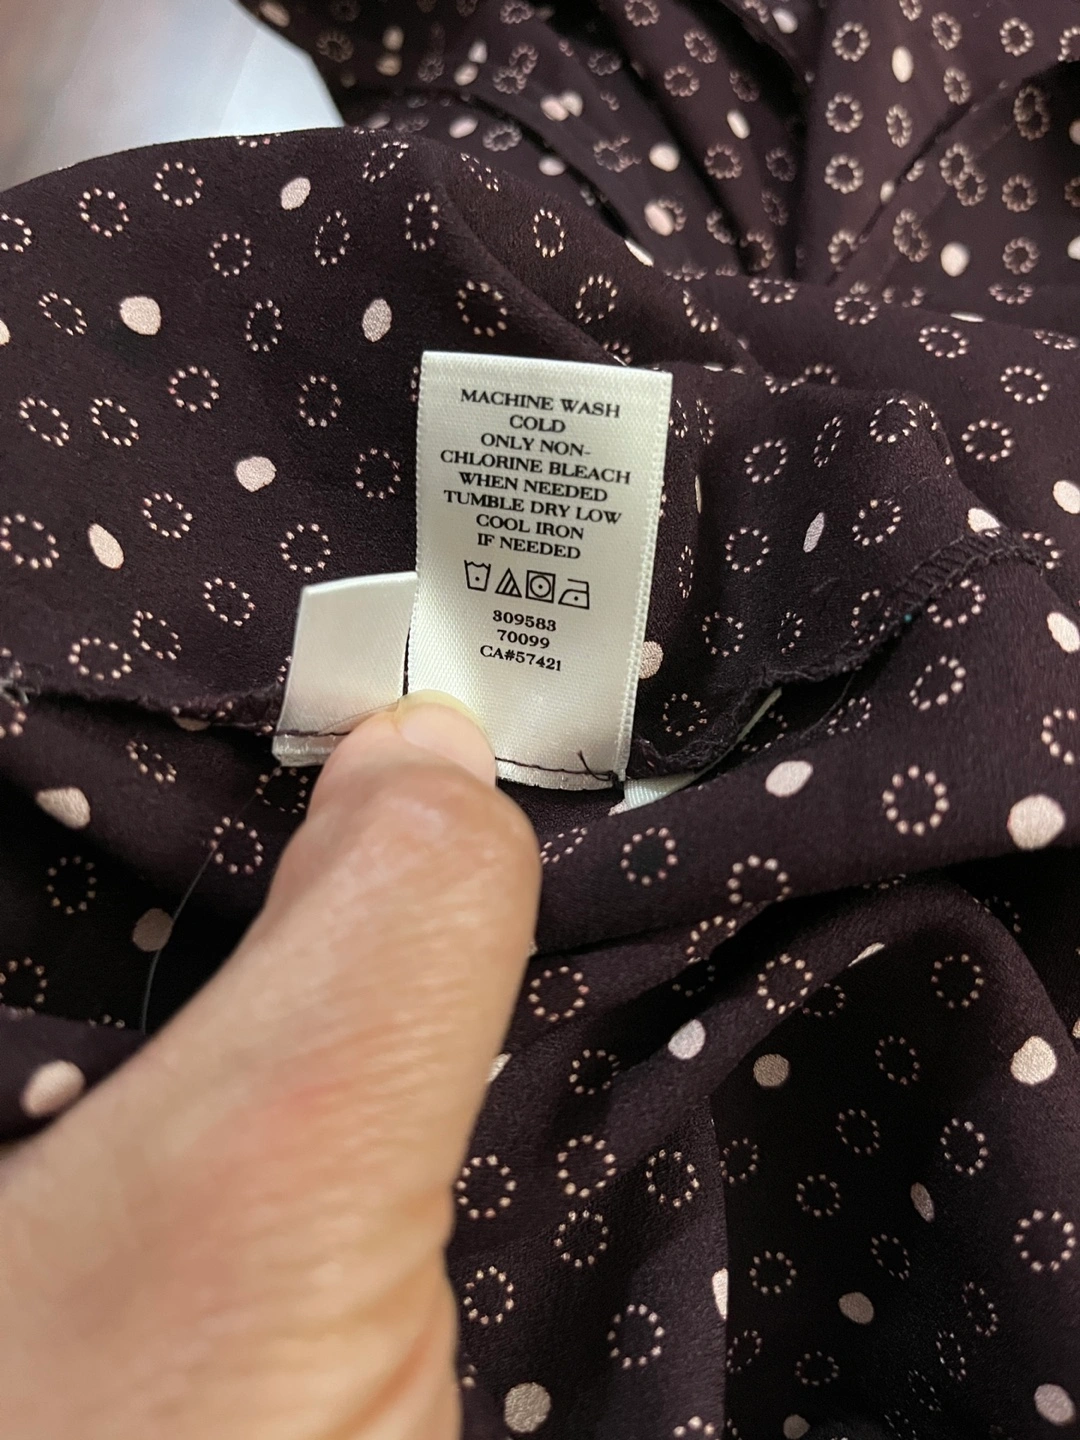 MACHINE WASH
COLD
ONLY NON-
CHLORINE BLEACH
WHEN NEEDED
TUMBLE DRY LOW
COOL IRON
IF NEEDED
309583
70099
CA#57421